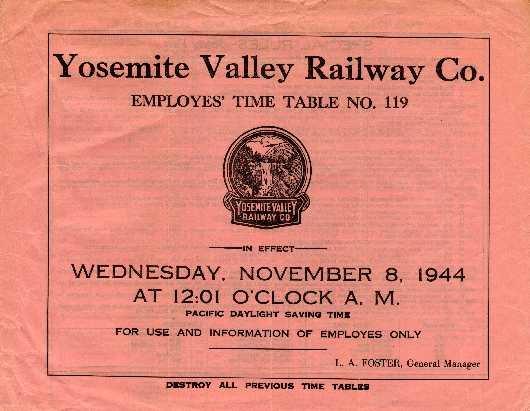 Yosemite Valley Railway Co.
EMPLOYES' TIME TABLE NO. 119
YOSEMITE VALLEY
RAILWAY CO.
IN EFFECT
WEDNESDAY, NOVEMBER 8, 1944
AT 12:01 O'CLOCK A. M.
PACIFIC DAYLIGHT SAVING TIME
FOR USE AND INFORMATION OF EMPLOYES ONLY
L. A. FOSTER, General Manager
DESTROY ALL PREVIOUS TIME TABLES